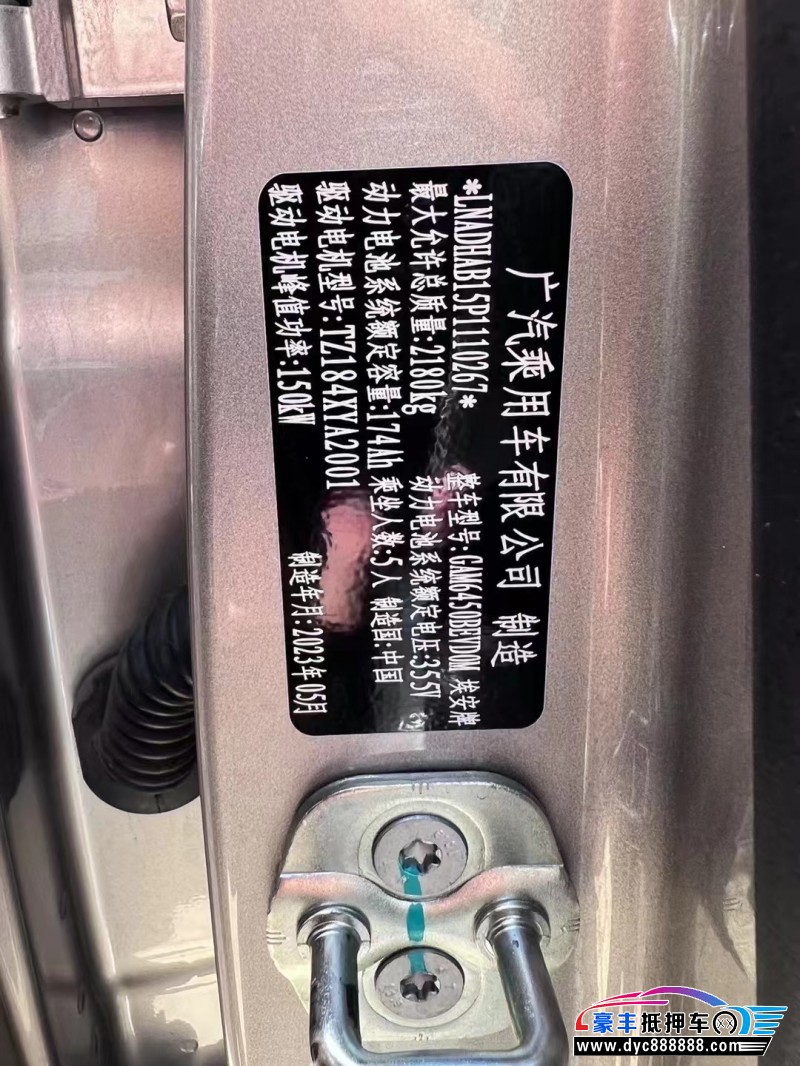 广汽乘用车有限公司 制造
*LNADHAB15P1110267* 整车型号:GAM6450BEVD0M 埃安牌
最大允许总质量:2180kg 动力电池系统额定电压:355V
动力电池系统额定容量:174Ah 乘坐人数:5人 制造国:中国
驱动电机型号:TZ184XYA2001
驱动电机峰值功率:150kW 制造年月:2023年05月
豪丰抵押车
www.dyc888888.com